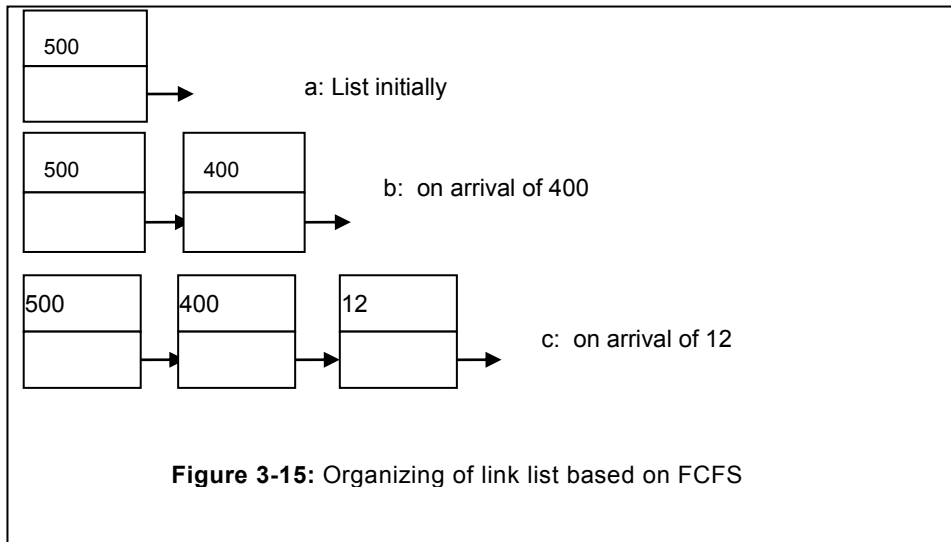 500
a: List initially
500 400
b: on arrival of 400
500 400 12
c: on arrival of 12
Figure 3-15: Organizing of link list based on FCFS